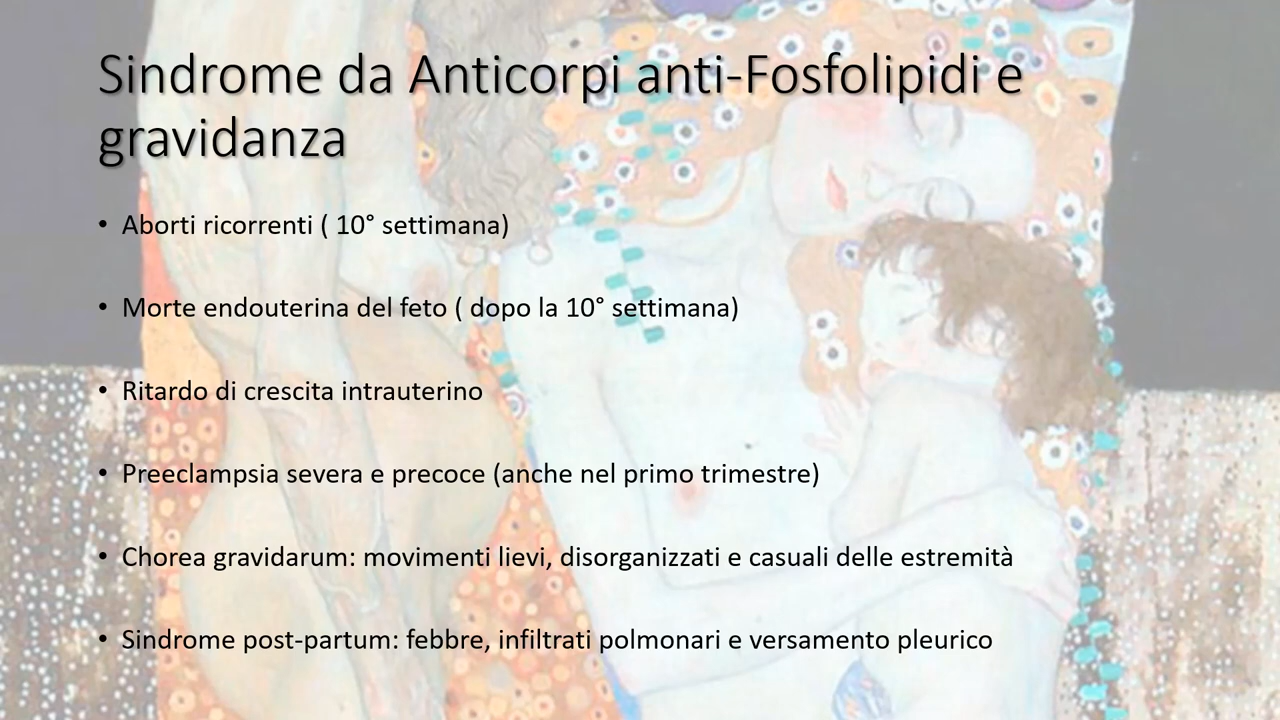 Sindrome da Anticorpi anti-Fosfolipidi e
gravidanza
• Aborti ricorrenti ( 10° settimana)
• Morte endouterina del feto ( dopo la 10° settimana)
• Ritardo di crescita intrauterino
• Preeclampsia severa e precoce (anche nel primo trimestre)
• Chorea gravidarum: movimenti lievi, disorganizzati e casuali delle estremità
• Sindrome post-partum: febbre, infiltrati polmonari e versamento pleurico